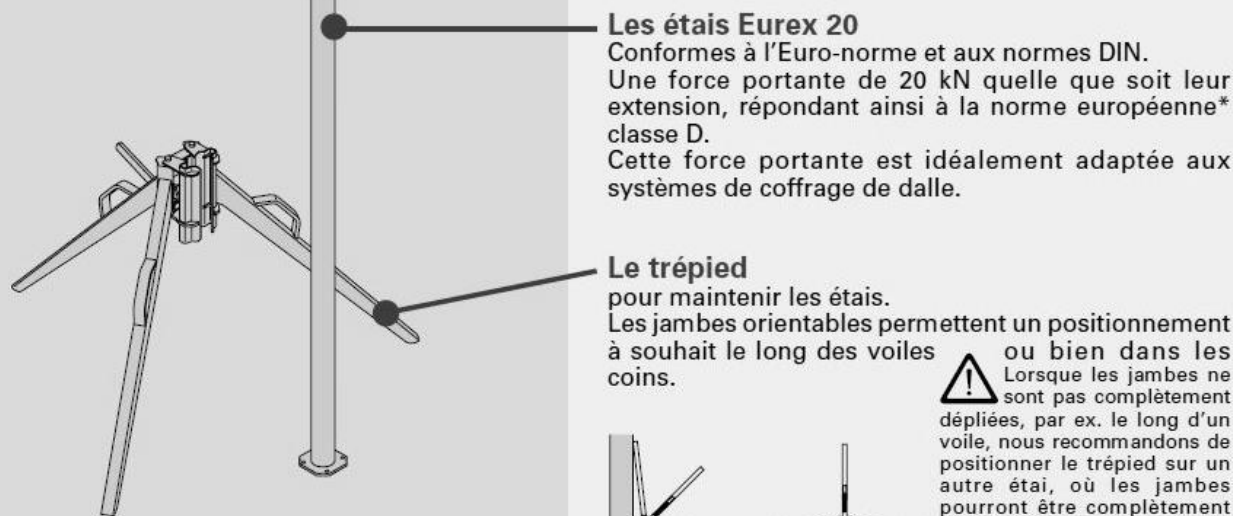 Les étais Eurex 20
Conformes à l'Euro-norme et aux normes DIN.
Une force portante de 20 kN quelle que soit leur
extension, répondant ainsi à la norme européenne*
classe D.
Cette force portante est idéalement adaptée aux
systèmes de coffrage de dalle.
Le trépied
pour maintenir les étais.
Les jambes orientables permettent un positionnement
à souhait le long des voiles ou bien dans les
coins.
Lorsque les jambes ne
sont pas complètement
dépliées, par ex. le long d'un
voile, nous recommandons de
positionner le trépied sur un
autre étai, où les jambes
pourront être complètement